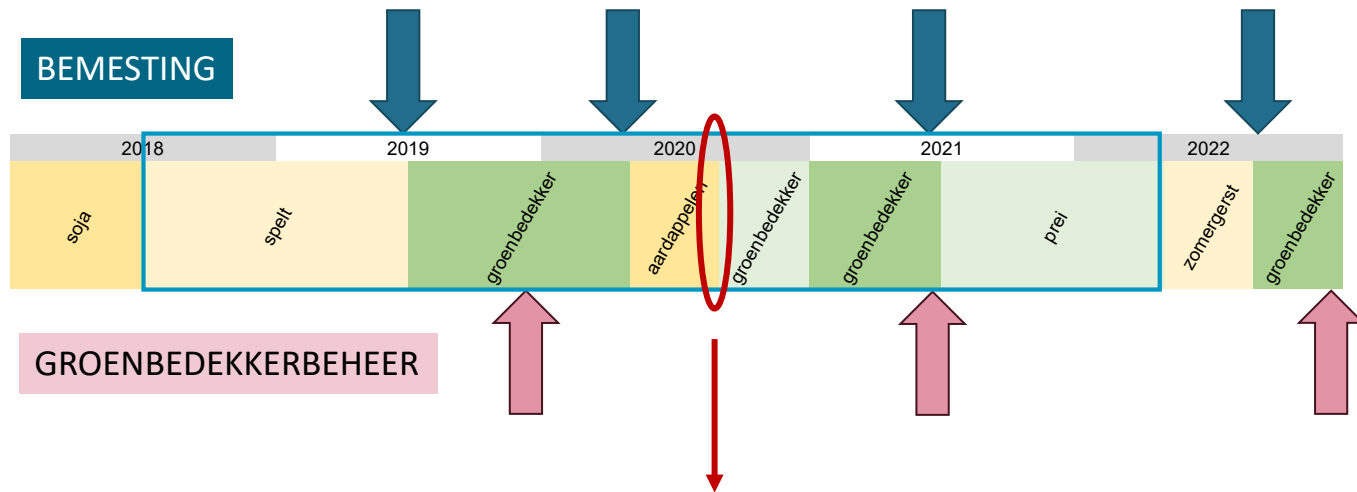 BEMESTING
2018 2019 2020 2021 2022
soja spelt groenbedekker aardappelen groenbedekker groenbedekker prei zomergerst groenbedekker
GROENBEDEKKERBEHEER